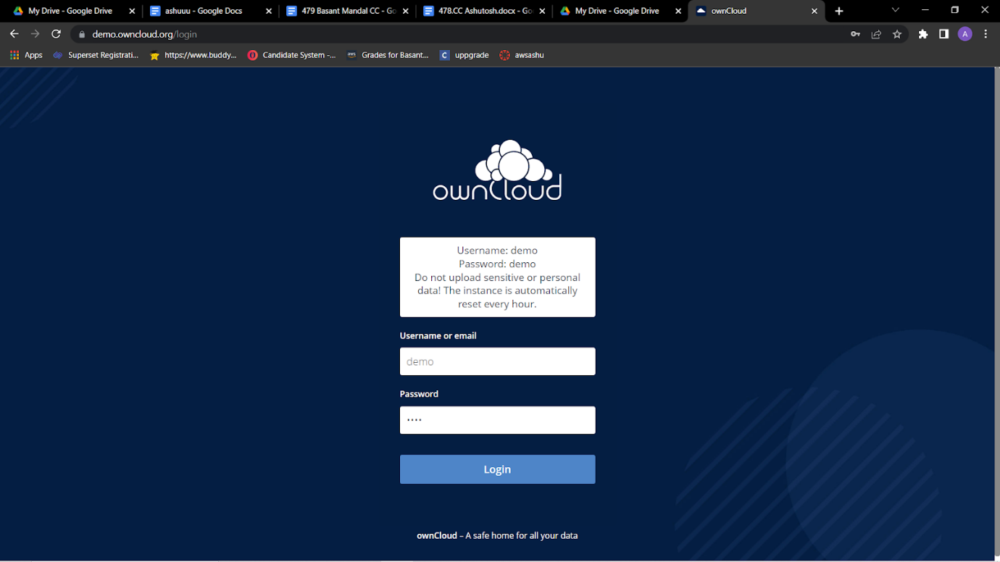 My Drive - Google Drive
ashuuu - Google Docs
479 Basant Mandal CC - Go
478.CC Ashutosh.docx - Go
My Drive - Google Drive
ownCloud
demo.owncloud.org/login
A
Apps
Superset Registrati...
https://www.buddy...
Candidate System -...
aws
Grades for Basant...
C
uppgrade
awsashu
ownCloud
Username: demo
Password: demo
Do not upload sensitive or personal
data! The instance is automatically
reset every hour.
Username or email
demo
Password
••••
Login
ownCloud – A safe home for all your data